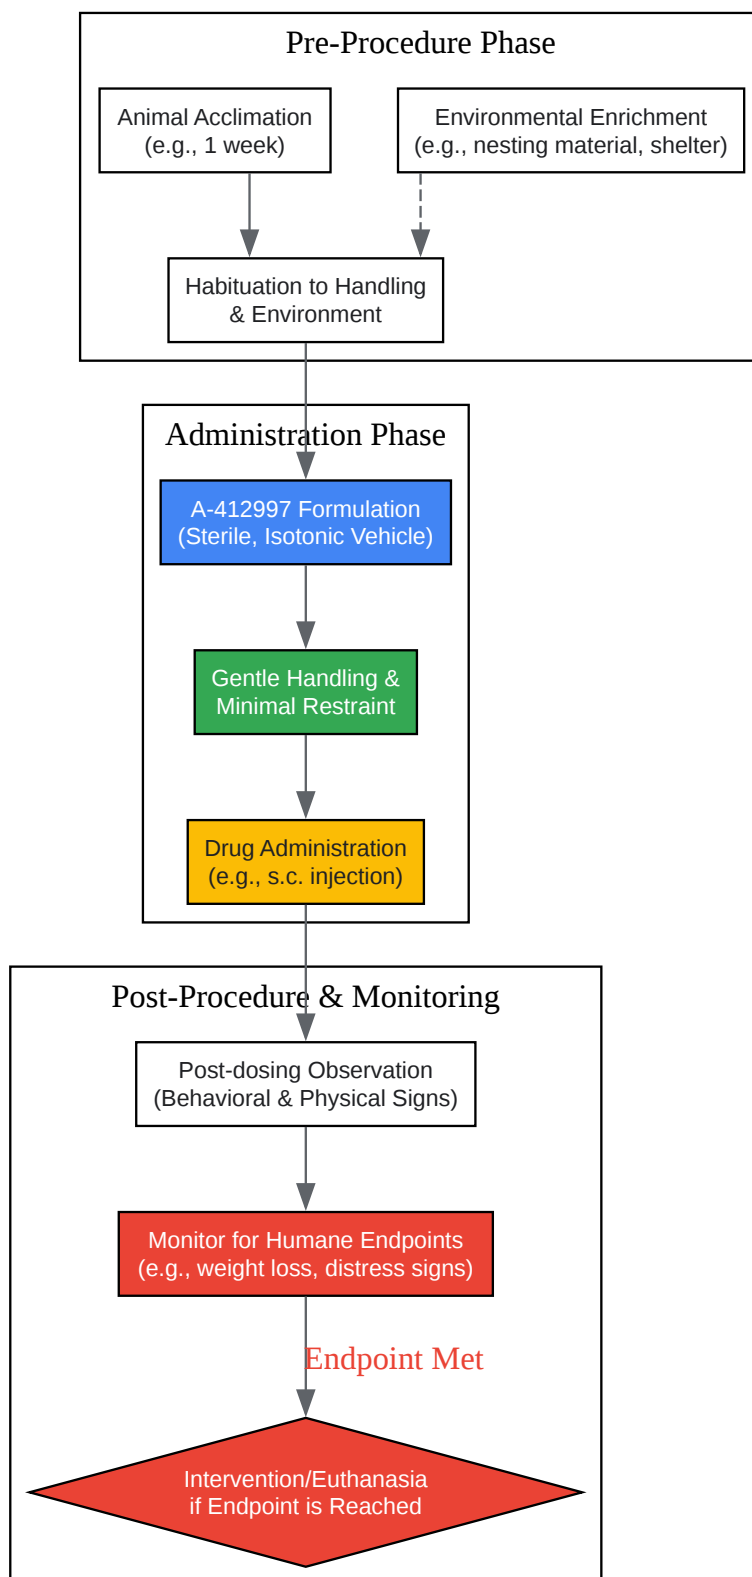 Pre-Procedure Phase
Animal Acclimation
(e.g., 1 week)
Environmental Enrichment
(e.g., nesting material, shelter)
Habituation to Handling
& Environment
Administration Phase
A-412997 Formulation
(Sterile, Isotonic Vehicle)
Gentle Handling &
Minimal Restraint
Drug Administration
(e.g., s.c. injection)
Post-Procedure & Monitoring
Post-dosing Observation
(Behavioral & Physical Signs)
Monitor for Humane Endpoints
(e.g., weight loss, distress signs)
Endpoint Met
Intervention/Euthanasia
if Endpoint is Reached